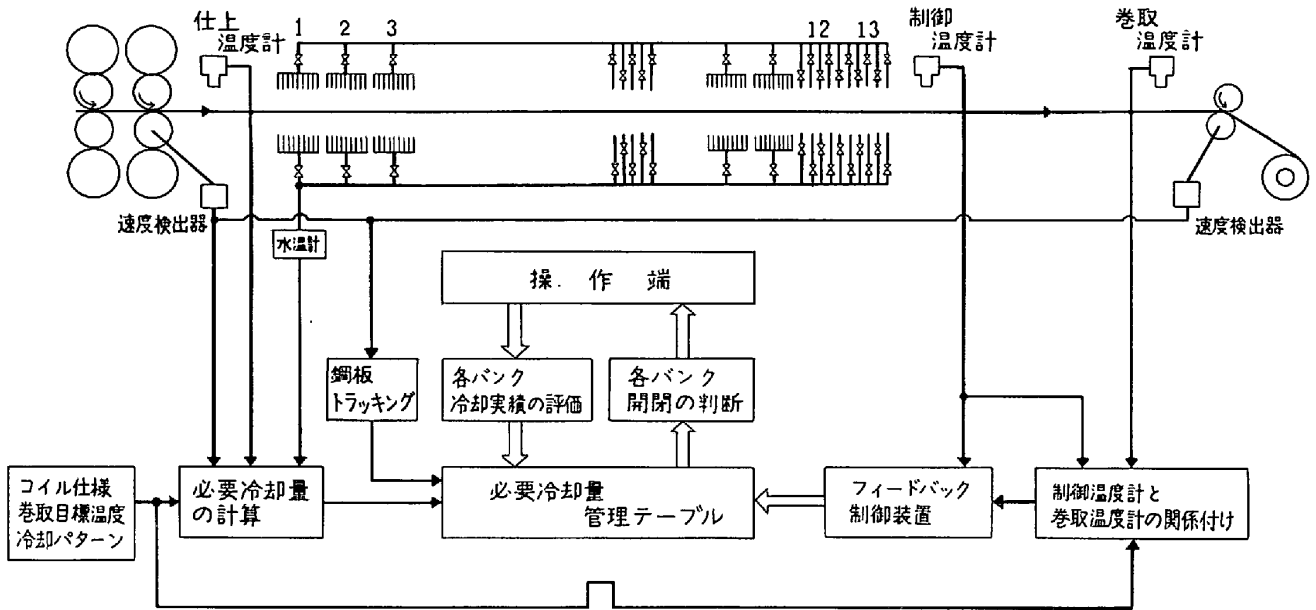 仕上
温度計
1
2
3
12
13
制御
温度計
巻取
温度計
速度検出器
速度検出器
水温計
操作端
鋼板
トラッキング
各バンク
冷却実績の評価
各バンク
開閉の判断
コイル仕様
巻取目標温度
冷却パターン
必要冷却量
の計算
必要冷却量
管理テーブル
フィードバック
制御装置
制御温度計と
巻取温度計の関係付け